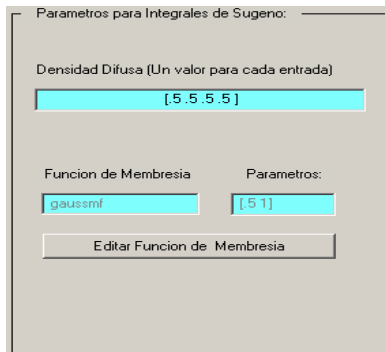 Parametros para Integrales de Sugeno:
Densidad Difusa (Un valor para cada entrada)
[.5 .5 .5 .5 ]
Funcion de Membresia Parametros:
gaussmf [.5 1]
Editar Funcion de Membresia